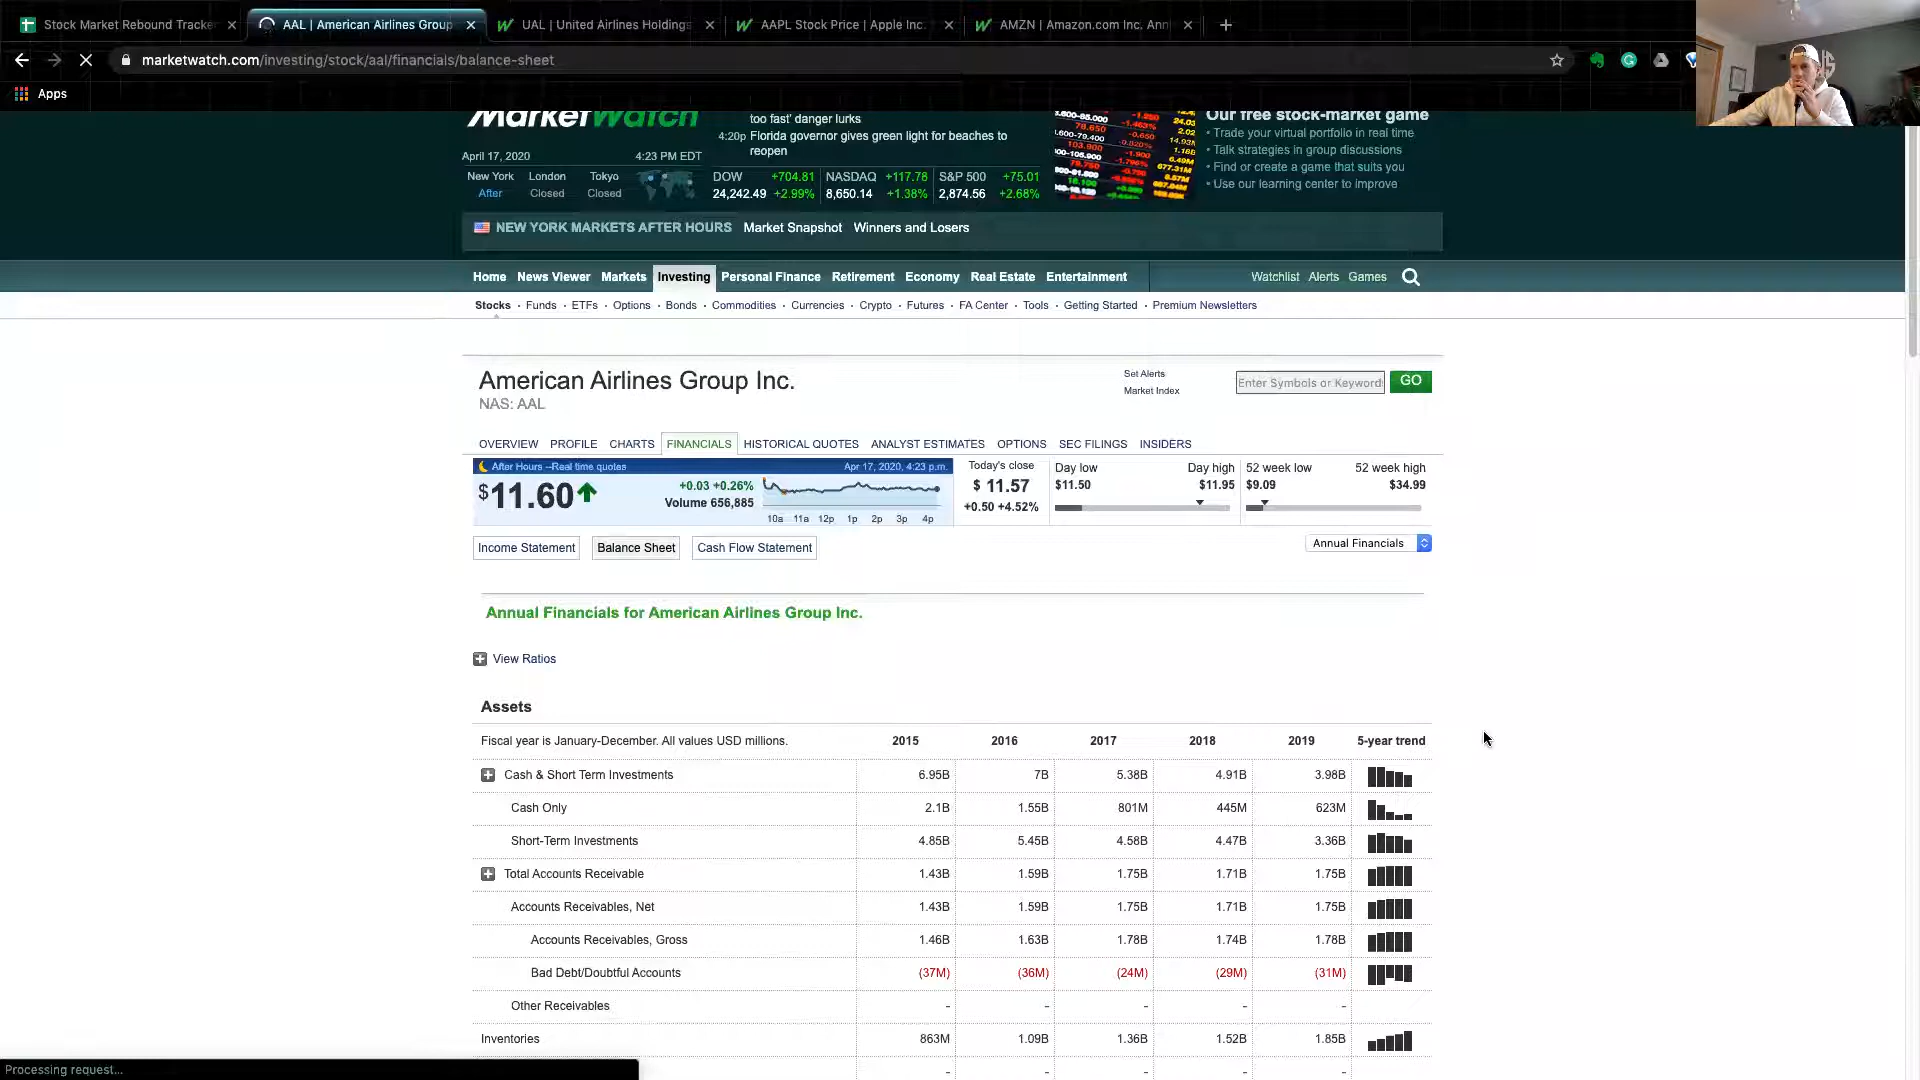 Stock Market Rebound Tracke
AAL | American Airlines Group
UAL | United Airlines Holdings
AAPL Stock Price | Apple Inc.
AMZN | Amazon.com Inc. Ann
marketwatch.com/investing/stock/aal/financials/balance-sheet
Apps
MarketWatch
too fast' danger lurks
4:20p Florida governor gives green light for beaches to
reopen
April 17, 2020 4:23 PM EDT
New York London Tokyo
After Closed Closed
DOW +704.81 NASDAQ +117.78 S&P 500 +75.01
24,242.49 +2.99% 8,650.14 +1.38% 2,874.56 +2.68%
Our free stock-market game
• Trade your virtual portfolio in real time
• Talk strategies in group discussions
• Find or create a game that suits you
• Use our learning center to improve
NEW YORK MARKETS AFTER HOURS Market Snapshot Winners and Losers
Home News Viewer Markets Investing Personal Finance Retirement Economy Real Estate Entertainment Watchlist Alerts Games
Stocks · Funds · ETFs · Options · Bonds · Commodities · Currencies · Crypto · Futures · FA Center · Tools · Getting Started · Premium Newsletters
American Airlines Group Inc.
NAS: AAL
Set Alerts
Market Index
Enter Symbols or Keyword
GO
OVERVIEW PROFILE CHARTS FINANCIALS HISTORICAL QUOTES ANALYST ESTIMATES OPTIONS SEC FILINGS INSIDERS
After Hours --Real time quotes Apr 17, 2020, 4:23 p.m.
$11.60
+0.03 +0.26%
Volume 656,885
10a 11a 12p 1p 2p 3p 4p
Today's close
$ 11.57
+0.50 +4.52%
Day low Day high
$11.50 $11.95
52 week low 52 week high
$9.09 $34.99
Income Statement Balance Sheet Cash Flow Statement Annual Financials
Annual Financials for American Airlines Group Inc.
View Ratios
Assets
Fiscal year is January-December. All values USD millions. 2015 2016 2017 2018 2019 5-year trend
Cash & Short Term Investments 6.95B 7B 5.38B 4.91B 3.98B
Cash Only 2.1B 1.55B 801M 445M 623M
Short-Term Investments 4.85B 5.45B 4.58B 4.47B 3.36B
Total Accounts Receivable 1.43B 1.59B 1.75B 1.71B 1.75B
Accounts Receivables, Net 1.43B 1.59B 1.75B 1.71B 1.75B
Accounts Receivables, Gross 1.46B 1.63B 1.78B 1.74B 1.78B
Bad Debt/Doubtful Accounts (37M) (36M) (24M) (29M) (31M)
Other Receivables - - - - -
Inventories 863M 1.09B 1.36B 1.52B 1.85B
- - - - -
Processing request...